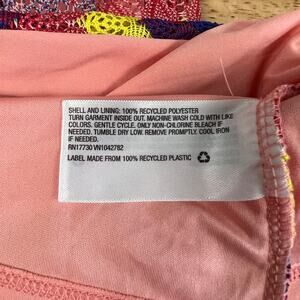 SHELL AND LINING: 100% RECYCLED POLYESTER
TURN GARMENT INSIDE OUT. MACHINE WASH COLD WITH LIKE
COLORS. GENTLE CYCLE. ONLY NON-CHLORINE BLEACH IF
NEEDED. TUMBLE DRY LOW. REMOVE PROMPTLY. COOL IRON
IF NEEDED.
RN17730 VN1042782
LABEL MADE FROM 100% RECYCLED PLASTIC